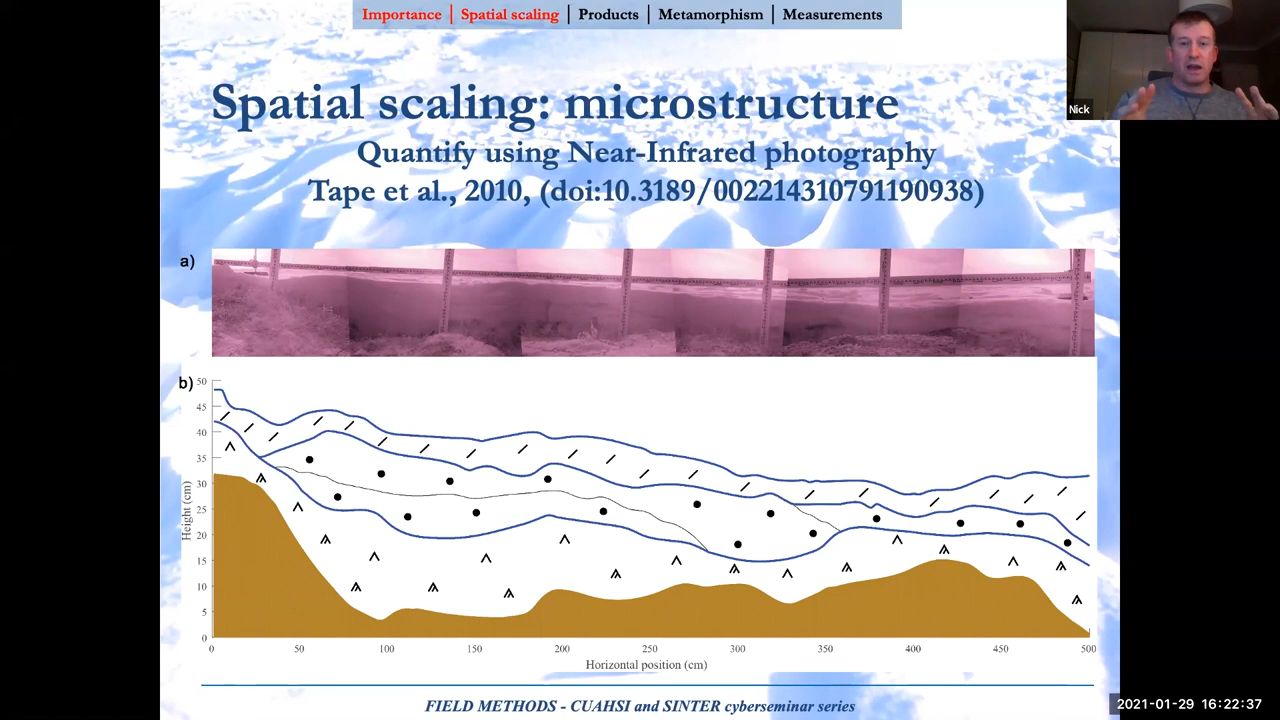 Importance | Spatial scaling | Products | Metamorphism | Measurements
Nick
Spatial scaling: microstructure
Quantify using Near-Infrared photography
Tape et al., 2010, (doi:10.3189/002214310791190938)
a)
b)
50
45
40
35
30
25
20
15
10
5
0
Height (cm)
0 50 100 150 200 250 300 350 400 450 500
Horizontal position (cm)
FIELD METHODS - CUAHSI and SINTER cyberseminar series
2021-01-29 16:22:37